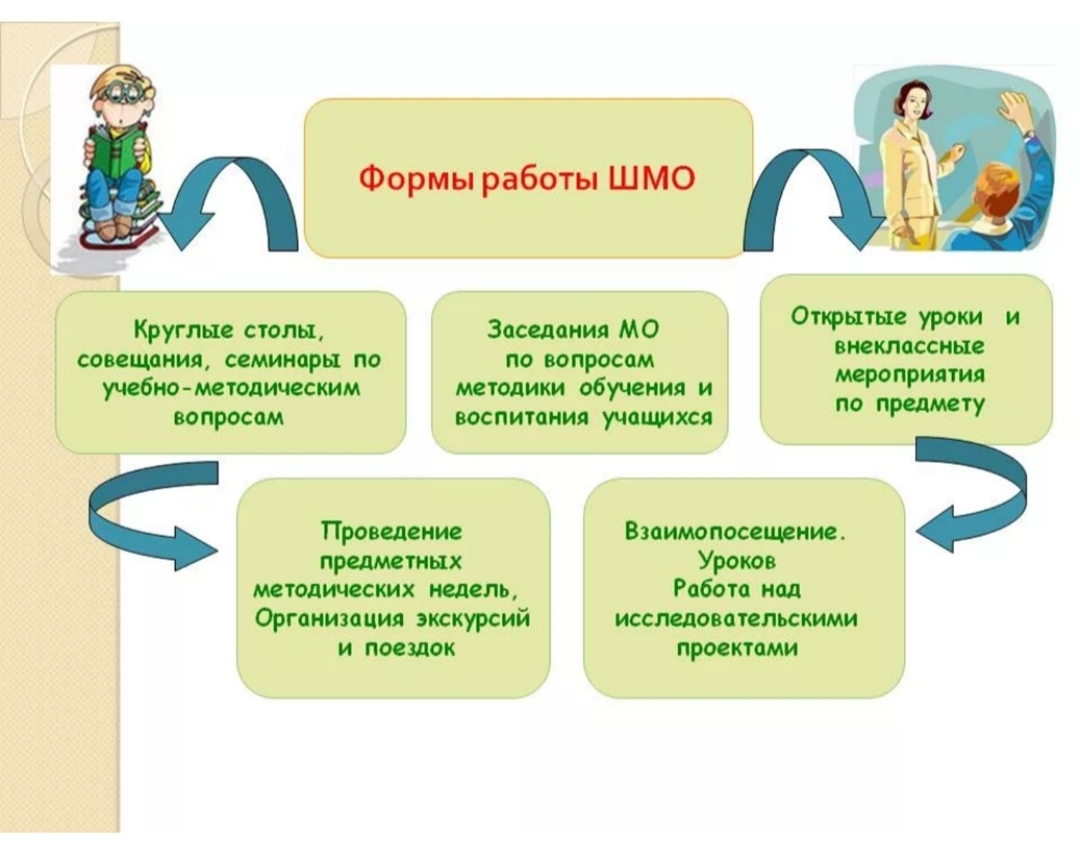 Формы работы ШМО
Круглые столы,
совещания, семинары по
учебно-методическим
вопросам
Заседания МО
по вопросам
методики обучения и
воспитания учащихся
Открытые уроки и
внеклассные
мероприятия
по предмету
Проведение
предметных
методических недель,
Организация экскурсий
и поездок
Взаимопосещение.
Уроков
Работа над
исследовательскими
проектами